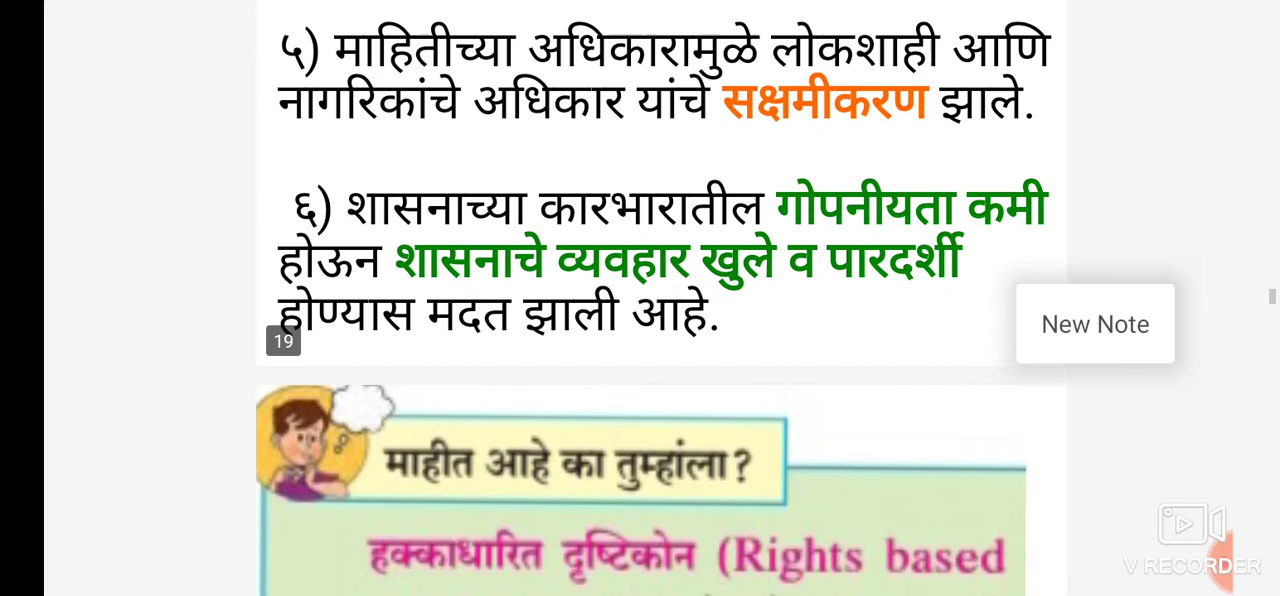 ५) माहितीच्या अधिकारामुळे लोकशाही आणि
नागरिकांचे अधिकार यांचे सक्षमीकरण झाले.
६) शासनाच्या कारभारातील गोपनीयता कमी
होऊन शासनाचे व्यवहार खुले व पारदर्शी
होण्यास मदत झाली आहे.
19
New Note
माहीत आहे का तुम्हांला?
हक्काधारित दृष्टिकोन (Rights based
V RECORDER